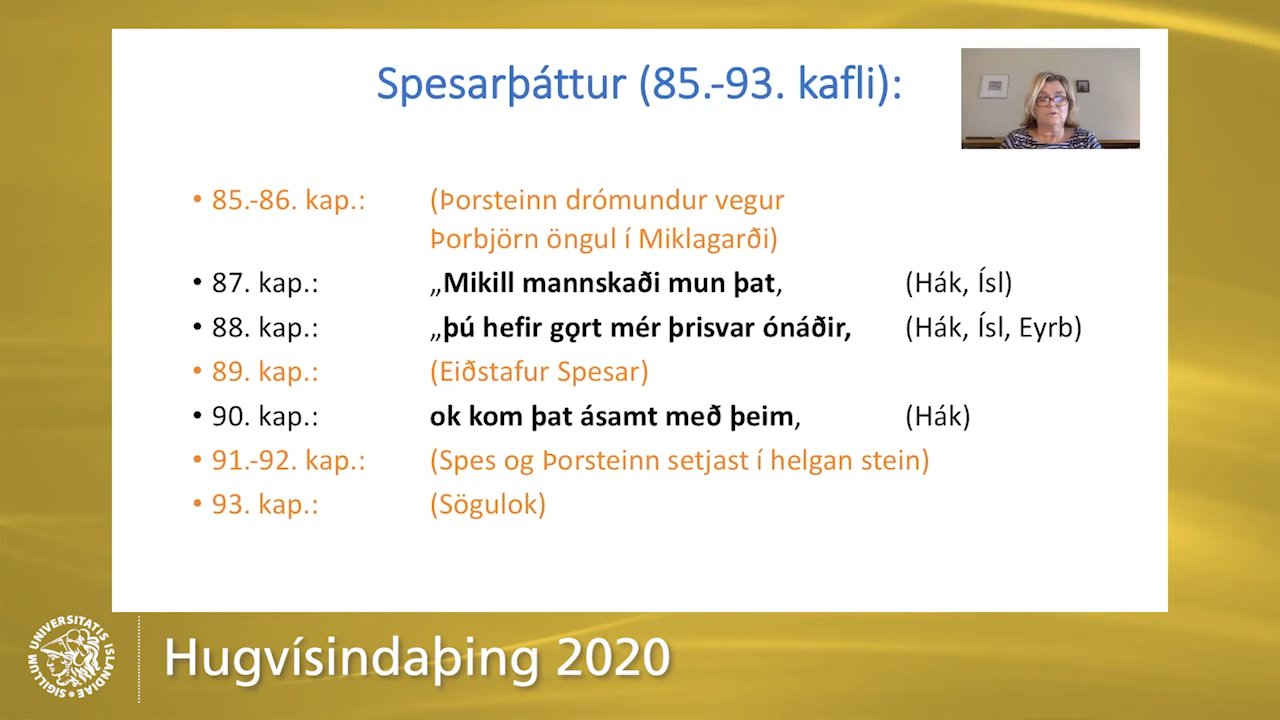 Spesarþáttur (85.-93. kafli):
• 85.-86. kap.: (Þorsteinn drómundur vegur
Þorbjörn öngul í Miklagarði)
• 87. kap.: „Mikill mannskaði mun þat, (Hák, Ísl)
• 88. kap.: „þú hefir gǫrt mér þrisvar ónáðir, (Hák, Ísl, Eyrb)
• 89. kap.: (Eiðstafur Spesar)
• 90. kap.: ok kom þat ásamt með þeim, (Hák)
• 91.-92. kap.: (Spes og Þorsteinn setjast í helgan stein)
• 93. kap.: (Sögulok)
SIGILLUM UNIVERSITATIS ISLANDIAE
Hugvísindaþing 2020